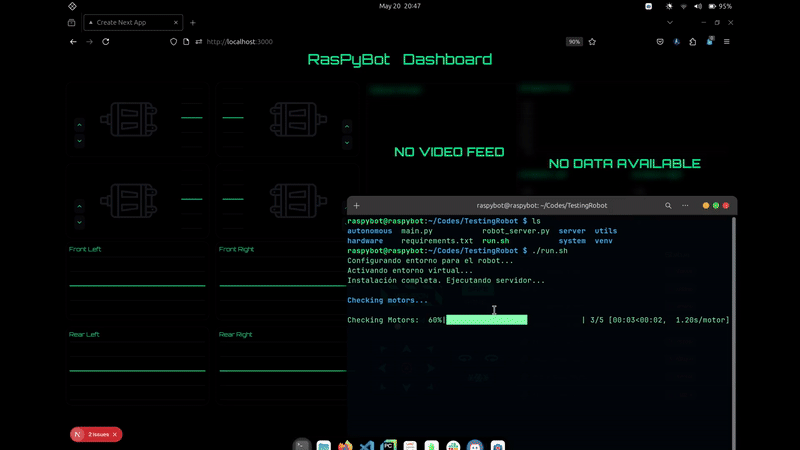 May 20 20:47
95%
Create Next App
http://localhost:3000
90%
RasPyBot Dashboard
NO VIDEO FEED
NO DATA AVAILABLE
Front Left
Front Right
Rear Left
Rear Right
raspybot@raspybot: ~/Codes/TestingRobot
raspybot@raspybot:~/Codes/TestingRobot $ ls
autonomous main.py robot_server.py server utils
hardware requirements.txt run.sh system venv
raspybot@raspybot:~/Codes/TestingRobot $ ./run.sh
Configurando entorno para el robot...
Activando entorno virtual...
Instalación completa. Ejecutando servidor...
Checking motors...
Checking Motors: 60%| | 3/5 [00:03<00:02, 1.20s/motor]
N 2 Issues
PC